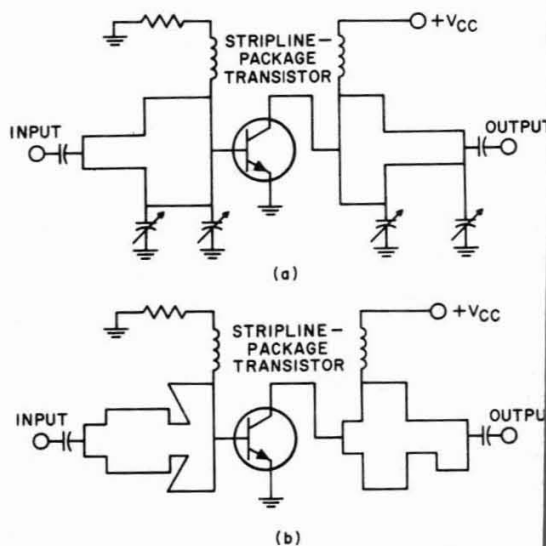 +VCC
STRIPLINE–
PACKAGE
TRANSISTOR
INPUT
OUTPUT
(a)
+VCC
STRIPLINE–
PACKAGE
TRANSISTOR
INPUT
OUTPU
(b)